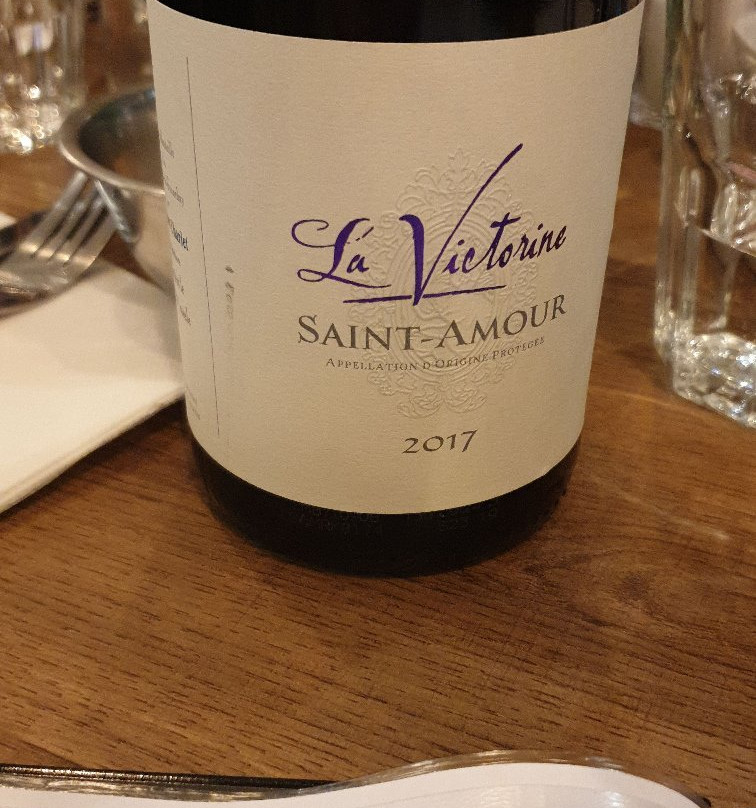 La Victorine
SAINT-AMOUR
APPELLATION D'ORIGINE PROTÉGÉE
2017